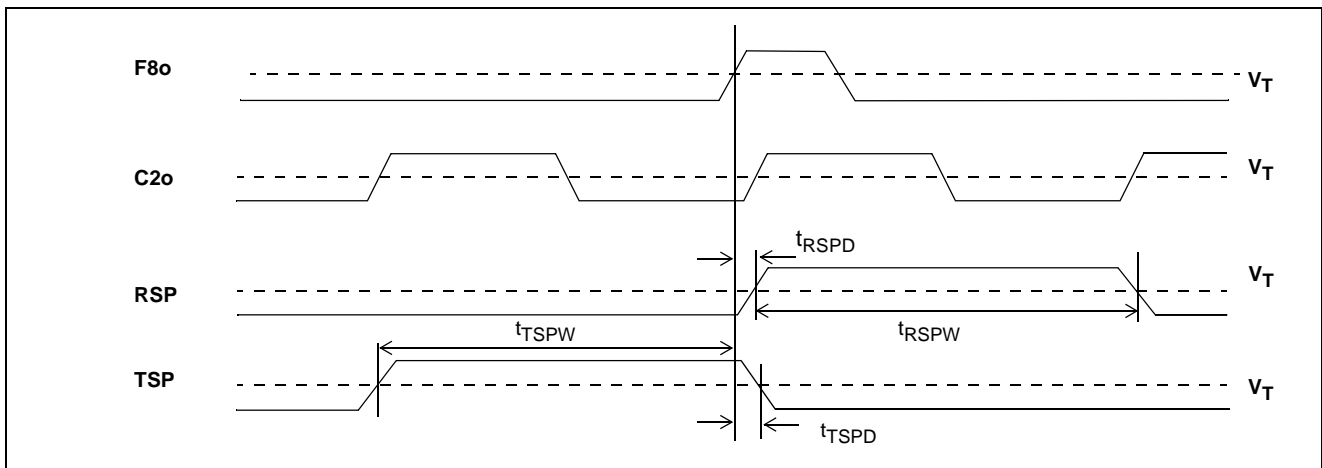 F8o
V_T
C2o
V_T
t_RSPD
RSP
V_T
t_TSPW
t_RSPW
TSP
V_T
t_TSPD